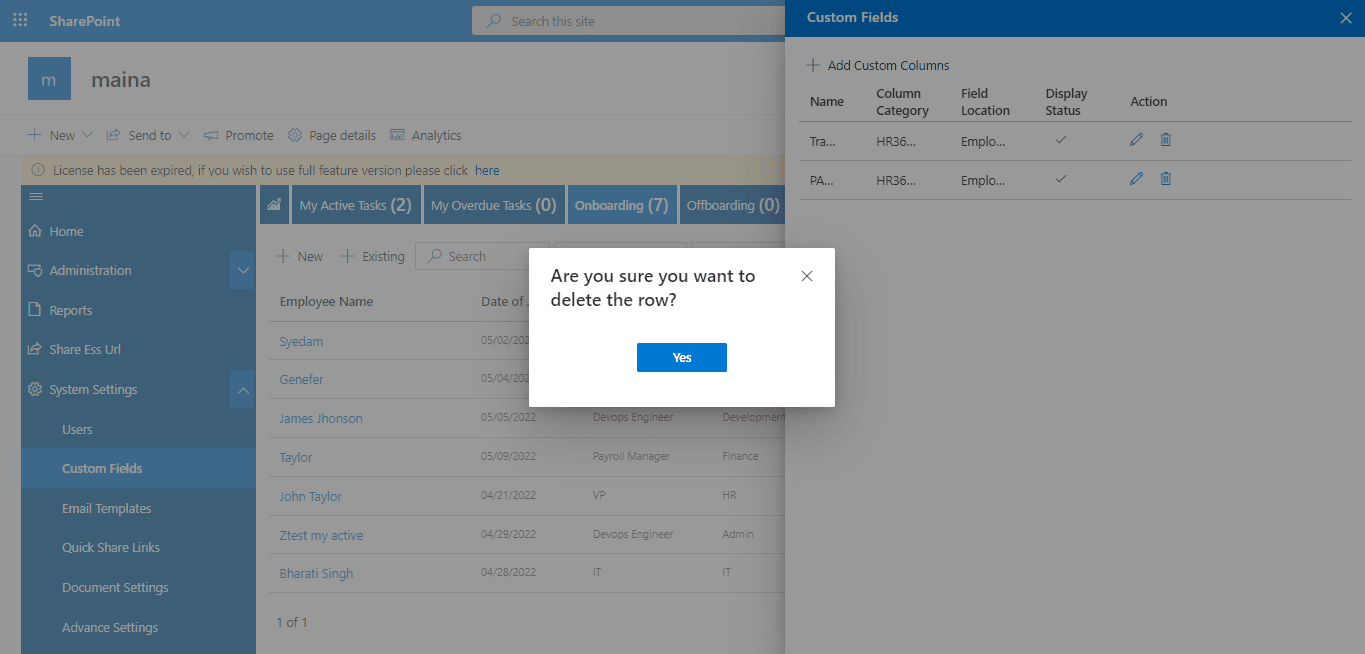 SharePoint
Search this site
Custom Fields
m
maina
Add Custom Columns
Name
Column Category
Field Location
Display Status
Action
Tra...
HR36...
Emplo...
PA...
HR36...
Emplo...
New
Send to
Promote
Page details
Analytics
License has been expired, if you wish to use full feature version please click here
Home
Administration
Reports
Share Ess Url
System Settings
Users
Custom Fields
Email Templates
Quick Share Links
Document Settings
Advance Settings
My Active Tasks (2)
My Overdue Tasks (0)
Onboarding (7)
Offboarding (0)
New
Existing
Search
Employee Name
Date of
Syedam
05/02/202
Genefer
05/04/202
James Jhonson
05/05/2022
Devops Engineer
Development
Taylor
05/09/2022
Payroll Manager
Finance
John Taylor
04/21/2022
VP
HR
Ztest my active
04/29/2022
Devops Engineer
Admin
Bharati Singh
04/28/2022
IT
IT
1 of 1
Are you sure you want to
delete the row?
Yes